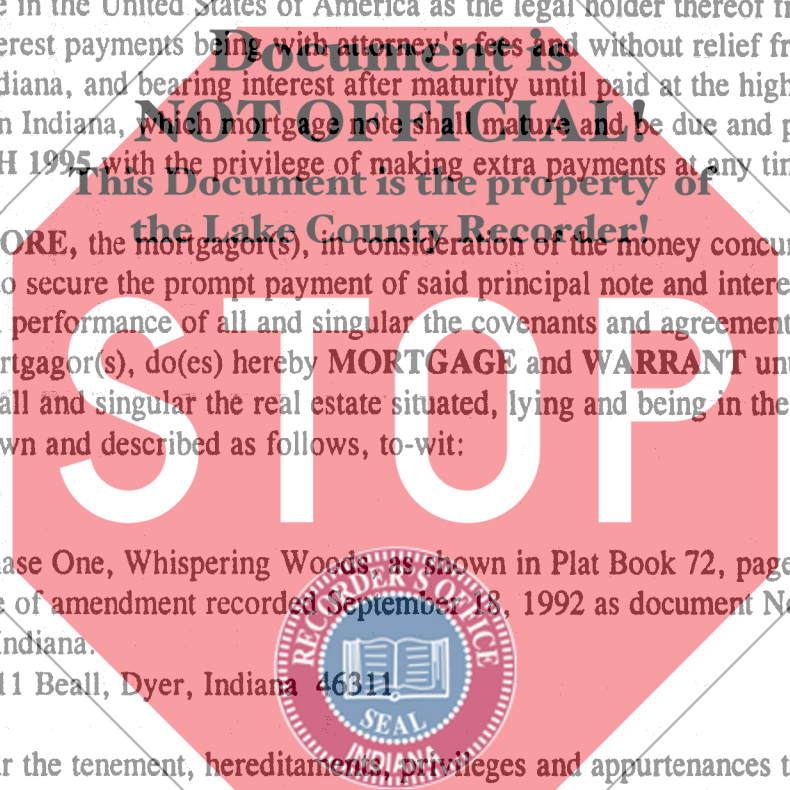 e in the United States of America as the legal holder thereof fr
erest payments being with attorney's fees and without relief fr
diana, and bearing interest after maturity until paid at the high
n Indiana, which mortgage note shall mature and be due and p
H 1995 with the privilege of making extra payments at any tim
Document is
NOT OFFICIAL!
This Document is the property of
the Lake County Recorder!
ORE, the mortgagor(s), in consideration of the money concur
o secure the prompt payment of said principal note and intere
performance of all and singular the covenants and agreement
rtgagor(s), do(es) hereby MORTGAGE and WARRANT unt
all and singular the real estate situated, lying and being in the
wn and described as follows, to-wit:
STOP
ase One, Whispering Woods, as shown in Plat Book 72, page
e of amendment recorded September 18, 1992 as document No
Indiana.
11 Beall, Dyer, Indiana 46311
RECORDER'S OFFICE
SEAL
INDIANA
r the tenement, hereditaments, privileges and appurtenances t